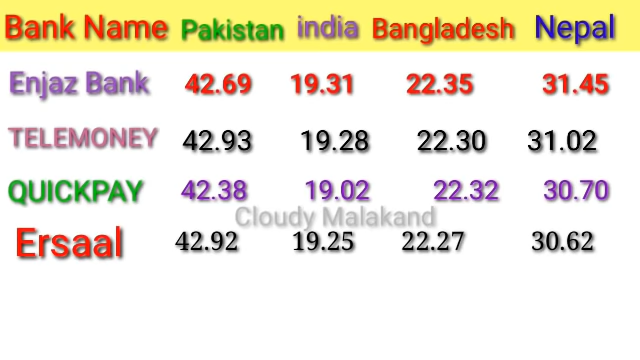 Bank Name Pakistan india Bangladesh Nepal
Enjaz Bank 42.69 19.31 22.35 31.45
TELEMONEY 42.93 19.28 22.30 31.02
QUICKPAY 42.38 19.02 22.32 30.70
Cloudy Malakand
Ersaal 42.92 19.25 22.27 30.62